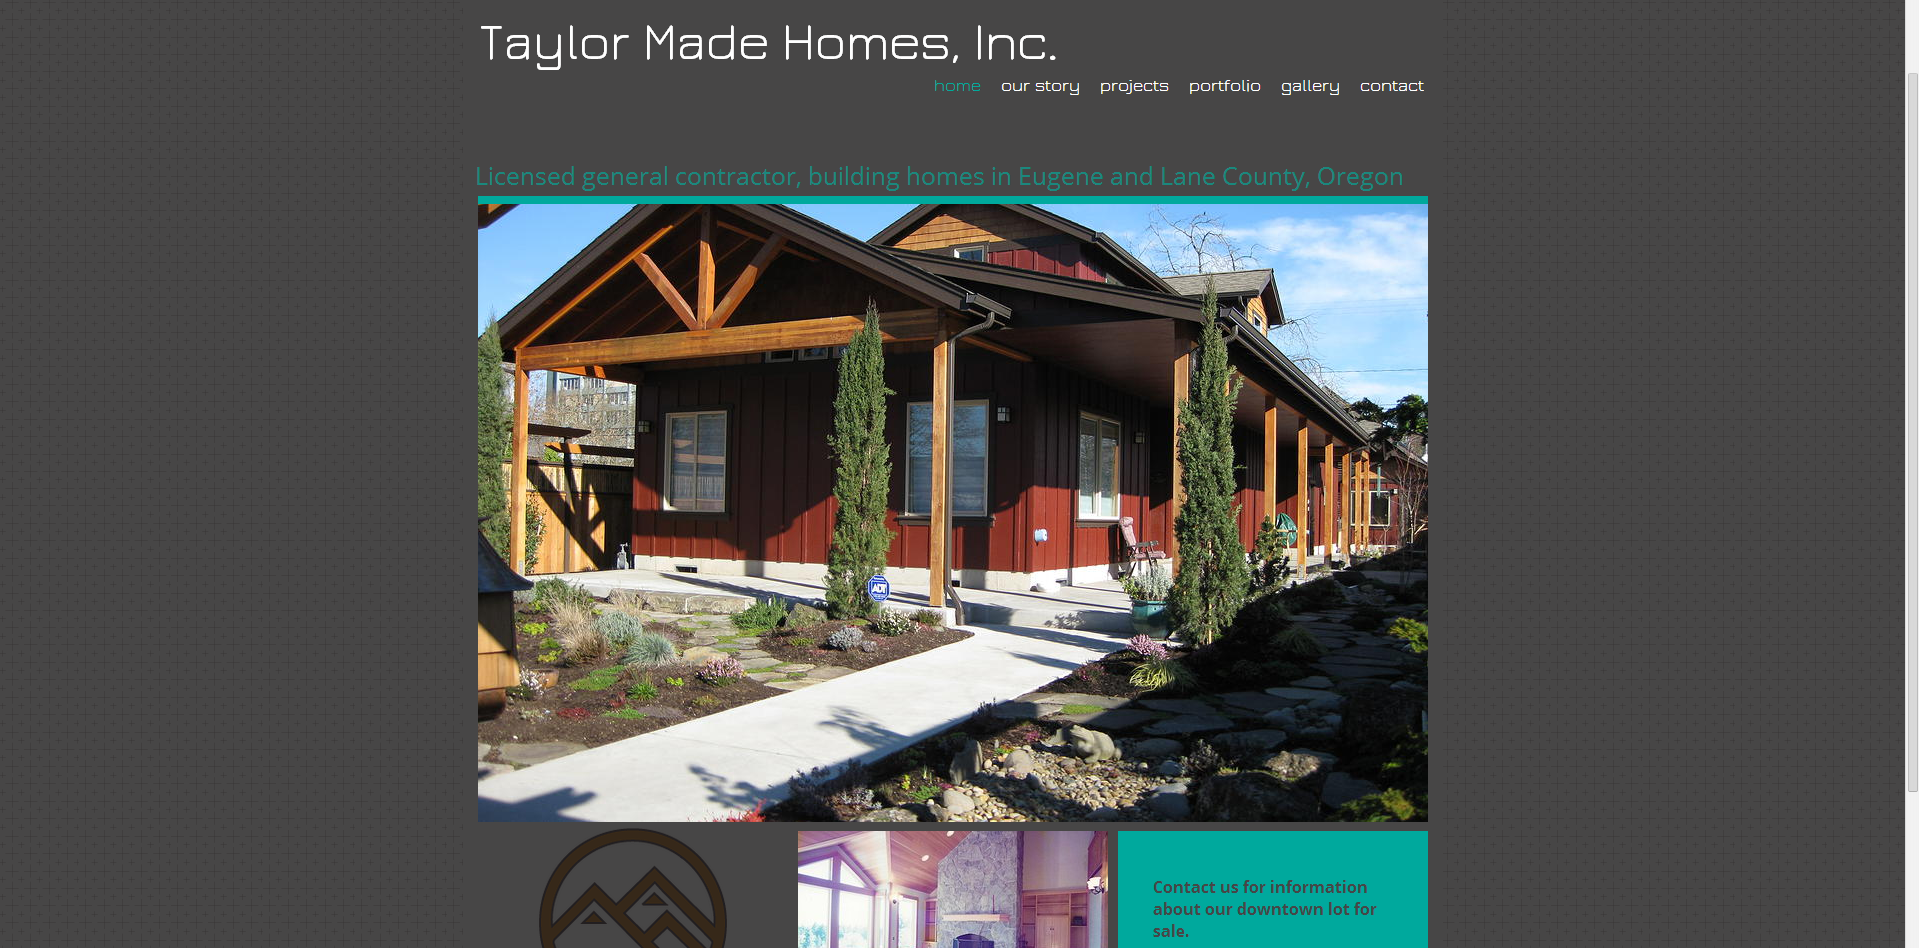 Taylor Made Homes, Inc.
home our story projects portfolio gallery contact
Licensed general contractor, building homes in Eugene and Lane County, Oregon
ADT
Contact us for information
about our downtown lot for
sale.